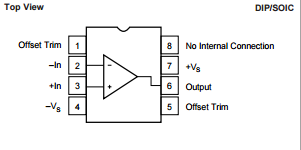 Top View DIP/SOIC
Offset Trim 1 8 No Internal Connection
–In 2 – 7 +VS
+In 3 + 6 Output
–VS 4 5 Offset Trim